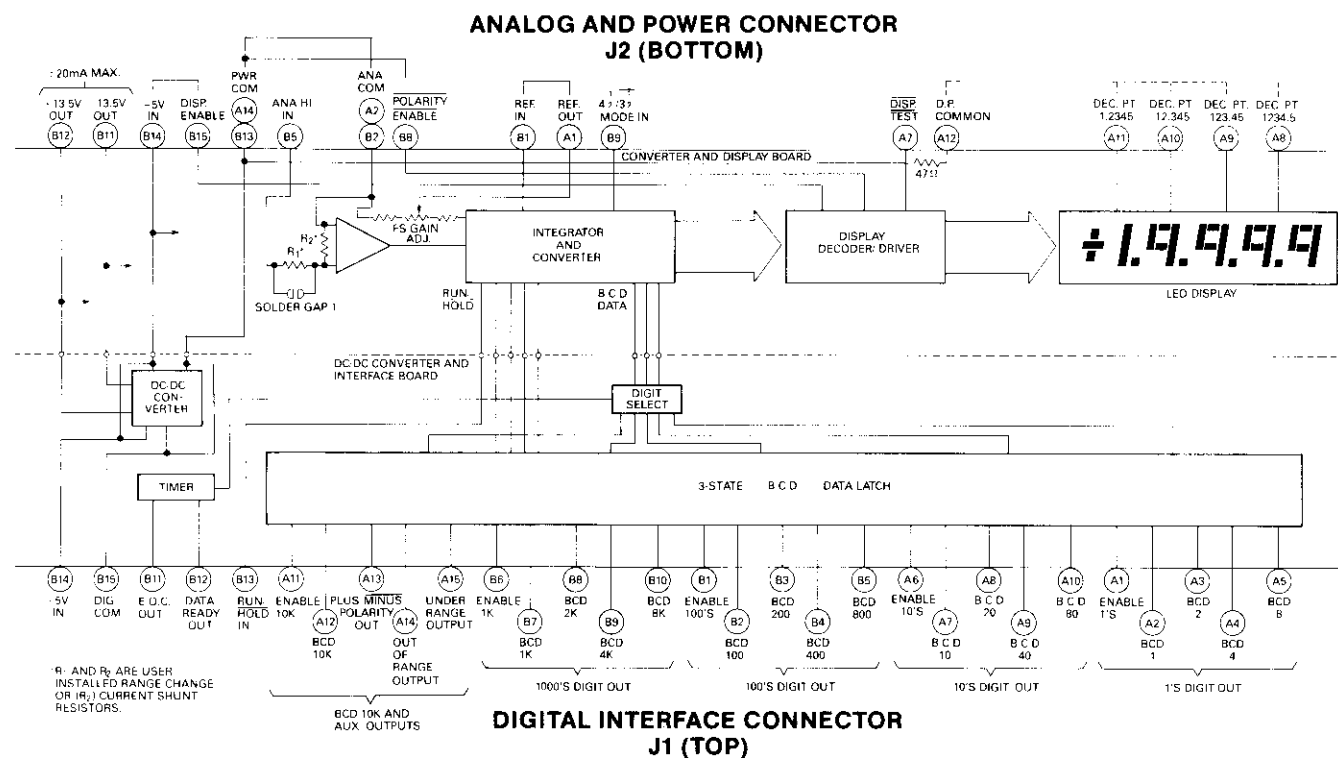 ANALOG AND POWER CONNECTOR
J2 (BOTTOM)
20mA MAX.
13.5V OUT
B12
13.5V OUT
B11
-5V IN
B14
DISP. ENABLE
B15
PWR COM
A14
B13
ANA HI
B5
ANA COM
A2
B2
POLARITY ENABLE
B8
REF. IN
B1
REF. OUT
A1
MODE IN
B9
DISP. TEST
A7
D.P. COMMON
A12
DEC. PT 1.2345
A11
DEC. PT 12.345
A10
DEC. PT. 123.45
A9
DEC. PT 1234.5
A8
CONVERTER AND DISPLAY BOARD
47Ω
FS GAIN ADJ.
R2*
R1*
SOLDER GAP 1
INTEGRATOR AND CONVERTER
DISPLAY DECODER/DRIVER
LED DISPLAY
RUN- HOLD
BCD DATA
DC-DC CONVERTER AND INTERFACE BOARD
DC-DC CON- VERTER
DIGIT SELECT
TIMER
3-STATE BCD DATA LATCH
B14
5V IN
B15
DIG COM
B11
E.O.C. OUT
B12
DATA READY OUT
B13
RUN- HOLD IN
A11
ENABLE 10K
A12
BCD 10K
A13
PLUS MINUS POLARITY OUT
A14
OUT OF RANGE OUTPUT
A15
UNDER RANGE OUTPUT
B6
ENABLE 1K
B7
BCD 1K
B8
BCD 2K
B9
BCD 4K
B10
BCD 8K
B1
ENABLE 100'S
B2
BCD 100
B3
BCD 200
B4
BCD 400
B5
BCD 800
A6
ENABLE 10'S
A7
BCD 10
A8
BCD 20
A9
BCD 40
A10
BCD 80
A1
ENABLE 1'S
A2
BCD 1
A3
BCD 2
A4
BCD 4
A5
BCD 8
*R1 AND R2 ARE USER
INSTALLED RANGE CHANGE
OR (R2) CURRENT SHUNT
RESISTORS.
BCD 10K AND
AUX. OUTPUTS
1000'S DIGIT OUT
100'S DIGIT OUT
10'S DIGIT OUT
1'S DIGIT OUT
DIGITAL INTERFACE CONNECTOR
J1 (TOP)